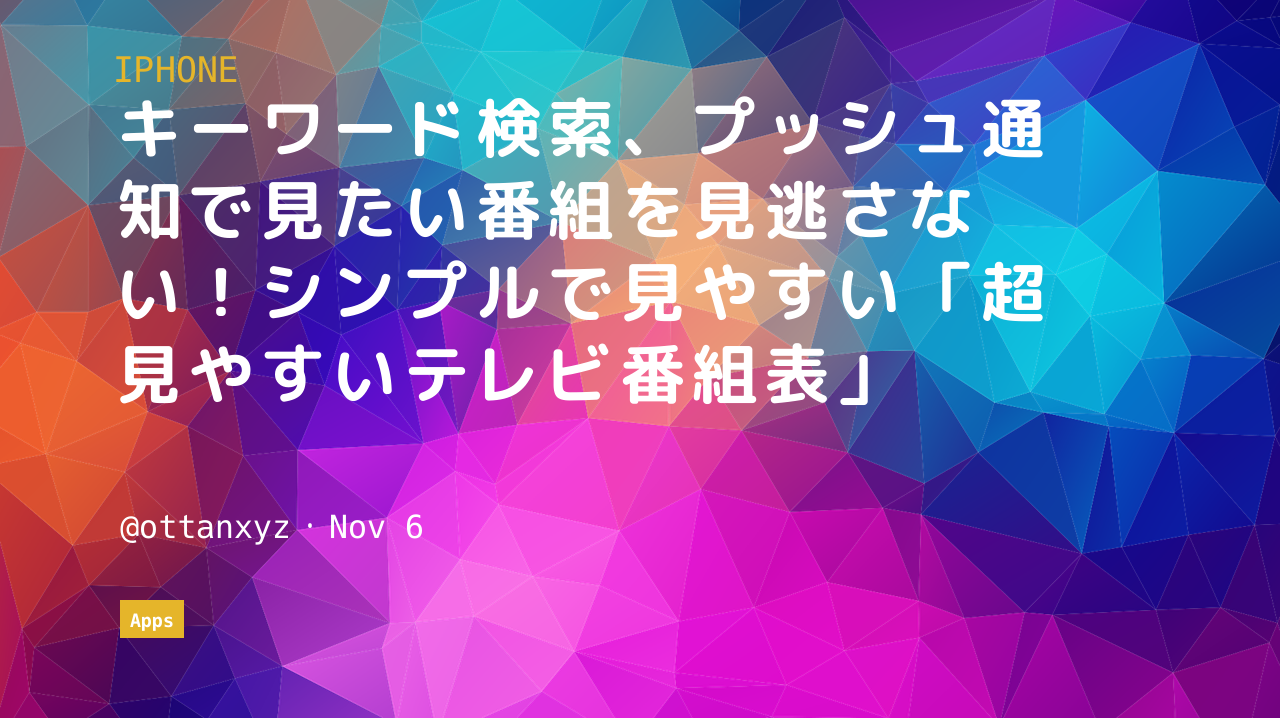 IPHONE
キーワード検索、プッシュ通
知で見たい番組を見逃さな
い！シンプルで見やすい「超
見やすいテレビ番組表」
@ottanxyz · Nov 6
Apps